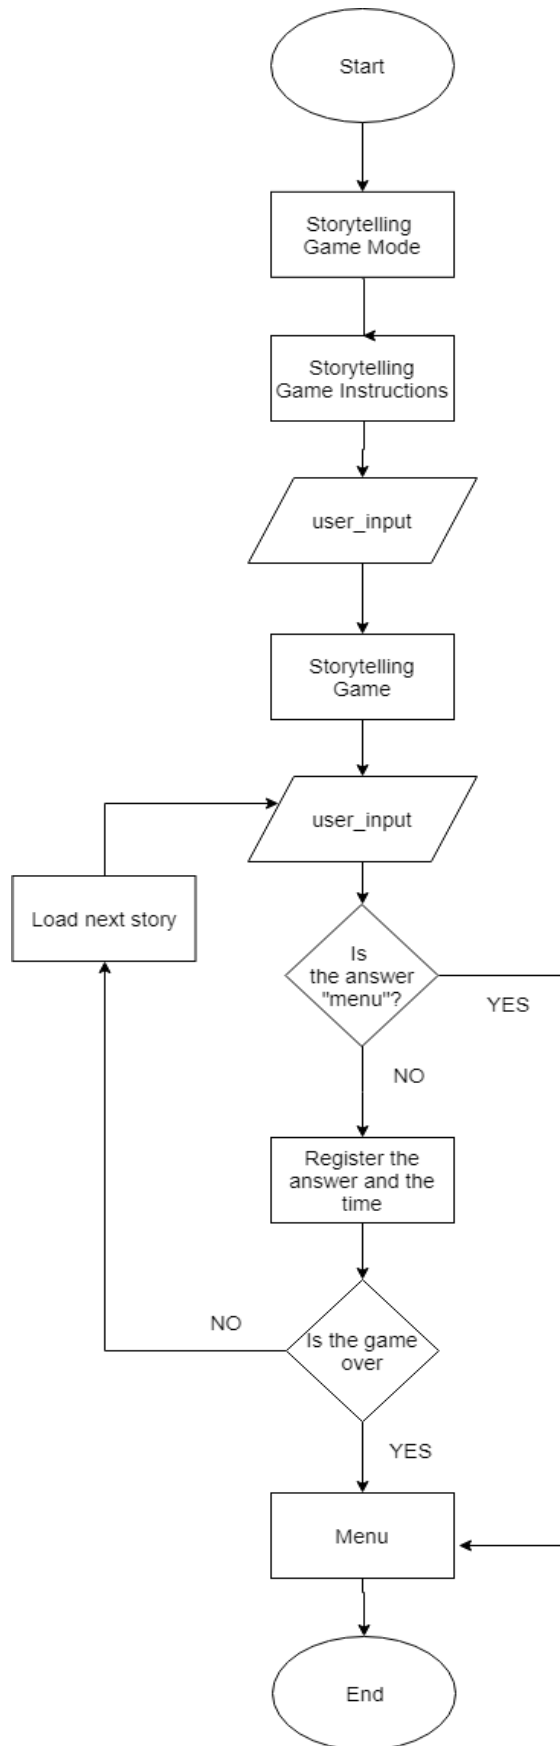 Start
Storytelling
Game Mode
Storytelling
Game Instructions
user_input
Storytelling
Game
user_input
Load next story
Is
the answer
"menu"?
YES
NO
Register the
answer and the
time
NO
Is the game
over
YES
Menu
End